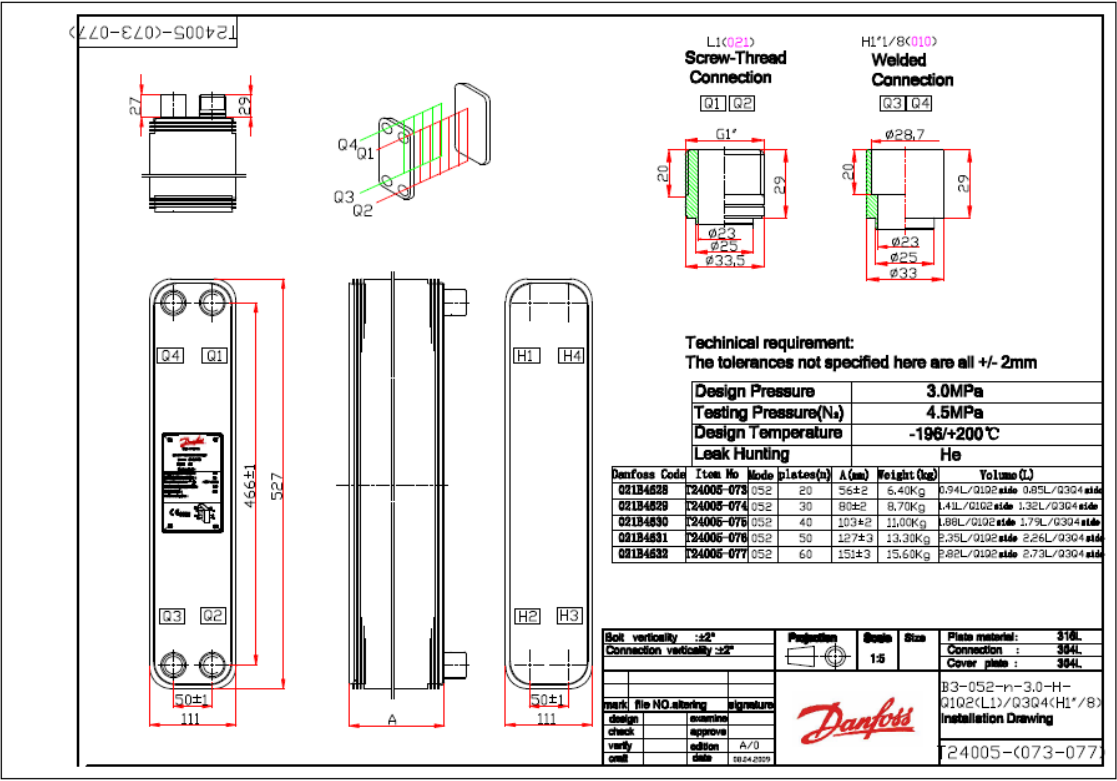 T24005-(073-077)
27
29
Q4
Q1
Q3
Q2
L1(021)
Screw-Thread
Connection
Q1 Q2
H1"1/8(010)
Welded
Connection
Q3 Q4
G1"
20
29
ø23
ø25
ø33,5
ø28,7
20
29
ø23
ø25
ø33
Q4 Q1
Danfoss
Q3 Q2
466±1
527
50±1
111
A
H1 H4
H2 H3
50±1
111
Techinical requirement:
The tolerances not specified here are all +/- 2mm
Design Pressure 3.0MPa
Testing Pressure(N₂) 4.5MPa
Design Temperature -196/+200℃
Leak Hunting He
Danfoss Code Item No Mode plates(n) A(mm) Weight(kg) Volume(L)
021B4628 T24005-073 052 20 56±2 6.40Kg 0.94L/Q1Q2side 0.85L/Q3Q4side
021B4629 T24005-074 052 30 80±2 8.70Kg 1.41L/Q1Q2side 1.32L/Q3Q4side
021B4630 T24005-075 052 40 103±2 11,00Kg 1.88L/Q1Q2side 1.79L/Q3Q4side
021B4631 T24005-076 052 50 127±3 13.30Kg 2.35L/Q1Q2side 2.26L/Q3Q4side
021B4632 T24005-077 052 60 151±3 15.60Kg 2.82L/Q1Q2side 2.73L/Q3Q4side
Bolt verticality :±2°
Connection verticality :±2°
Projection Scale Size
1:5
Plate material: 316L
Connection : 304L
Cover plate : 304L
mark file NO.altering signature
design examine
check approve
verify edition A/0
craft date 08.04.2009
Danfoss
B3-052-n-3.0-H-
Q1Q2(L1)/Q3Q4(H1"/8)
Installation Drawing
T24005-(073-077)